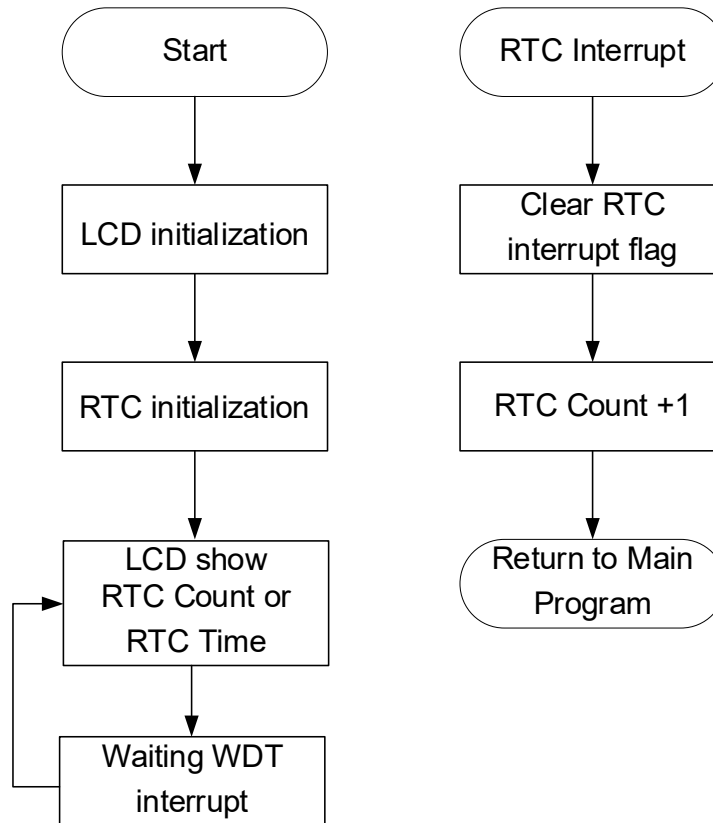 Start
LCD initialization
RTC initialization
LCD show
RTC Count or
RTC Time
Waiting WDT
interrupt
RTC Interrupt
Clear RTC
interrupt flag
RTC Count +1
Return to Main
Program